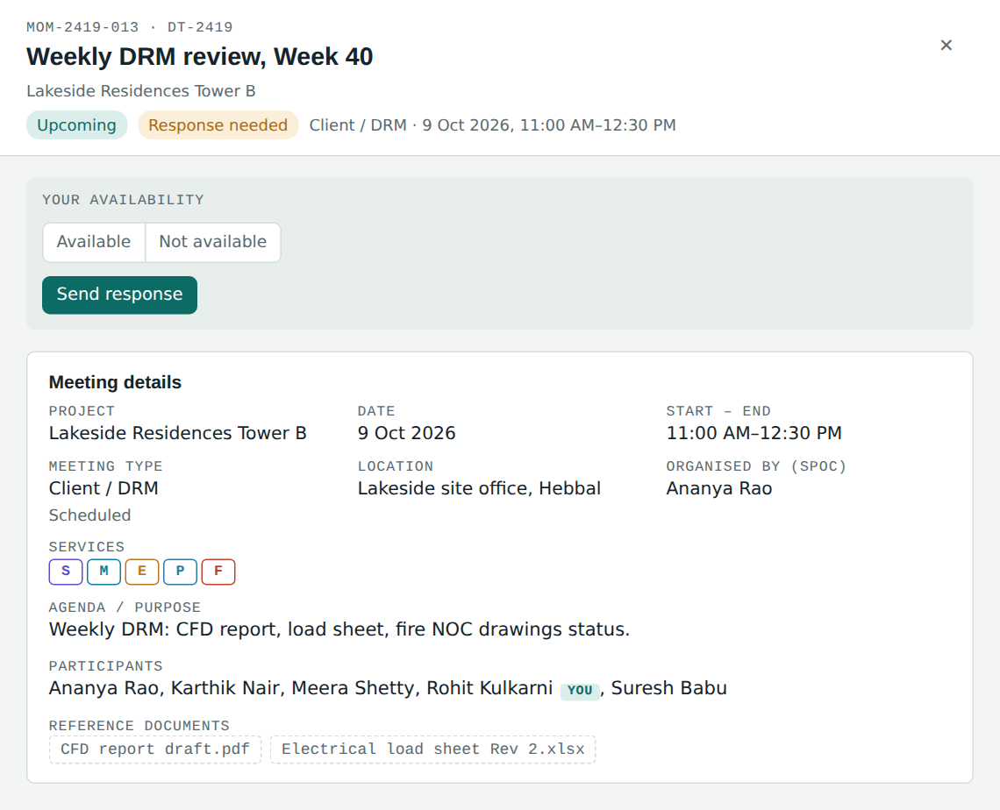 MOM-2419-013 · DT-2419
Weekly DRM review, Week 40
✕
Lakeside Residences Tower B
Upcoming Response needed Client / DRM · 9 Oct 2026, 11:00 AM–12:30 PM
YOUR AVAILABILITY
Available Not available
Send response
Meeting details
PROJECT DATE START – END
Lakeside Residences Tower B 9 Oct 2026 11:00 AM–12:30 PM
MEETING TYPE LOCATION ORGANISED BY (SPOC)
Client / DRM Lakeside site office, Hebbal Ananya Rao
Scheduled
SERVICES
S M E P F
AGENDA / PURPOSE
Weekly DRM: CFD report, load sheet, fire NOC drawings status.
PARTICIPANTS
Ananya Rao, Karthik Nair, Meera Shetty, Rohit Kulkarni YOU, Suresh Babu
REFERENCE DOCUMENTS
CFD report draft.pdf Electrical load sheet Rev 2.xlsx